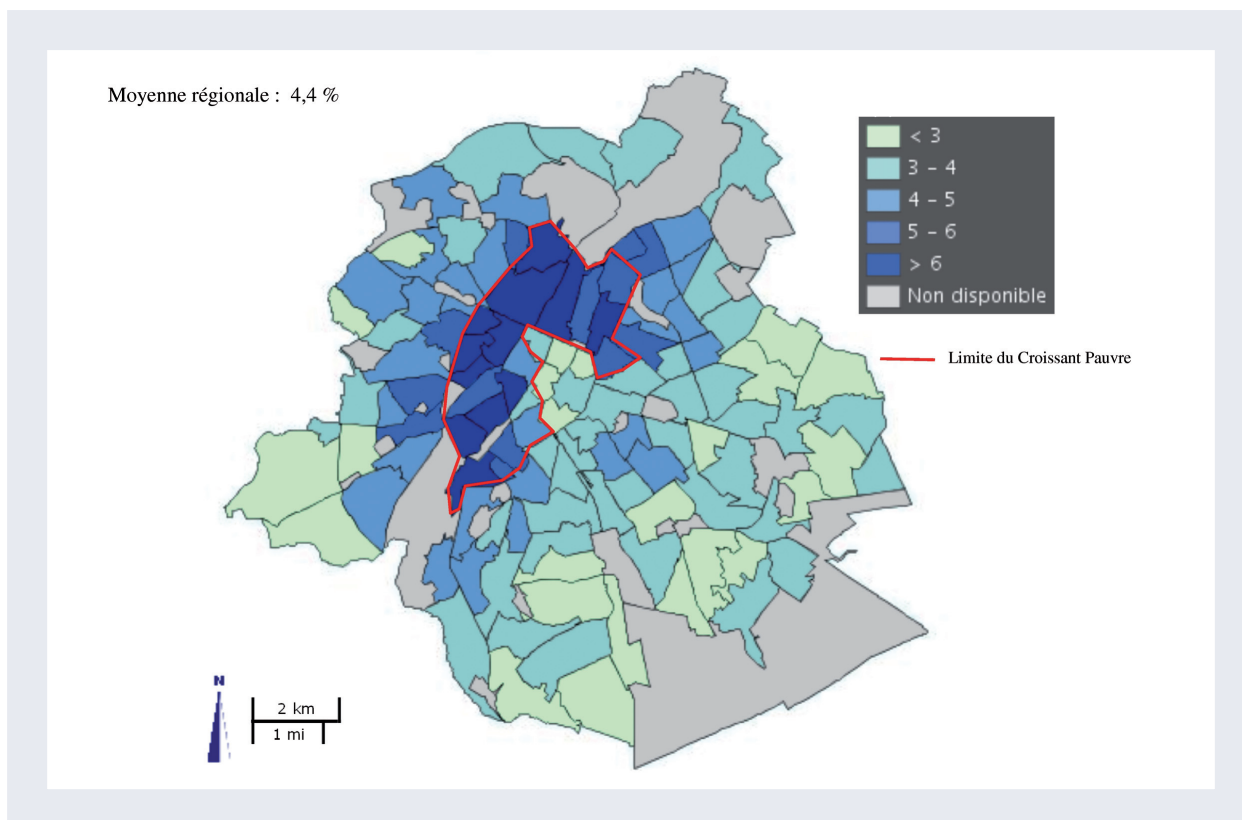 Moyenne régionale : 4,4 %
< 3
3 – 4
4 – 5
5 – 6
> 6
Non disponible
Limite du Croissant Pauvre
N
2 km
1 mi